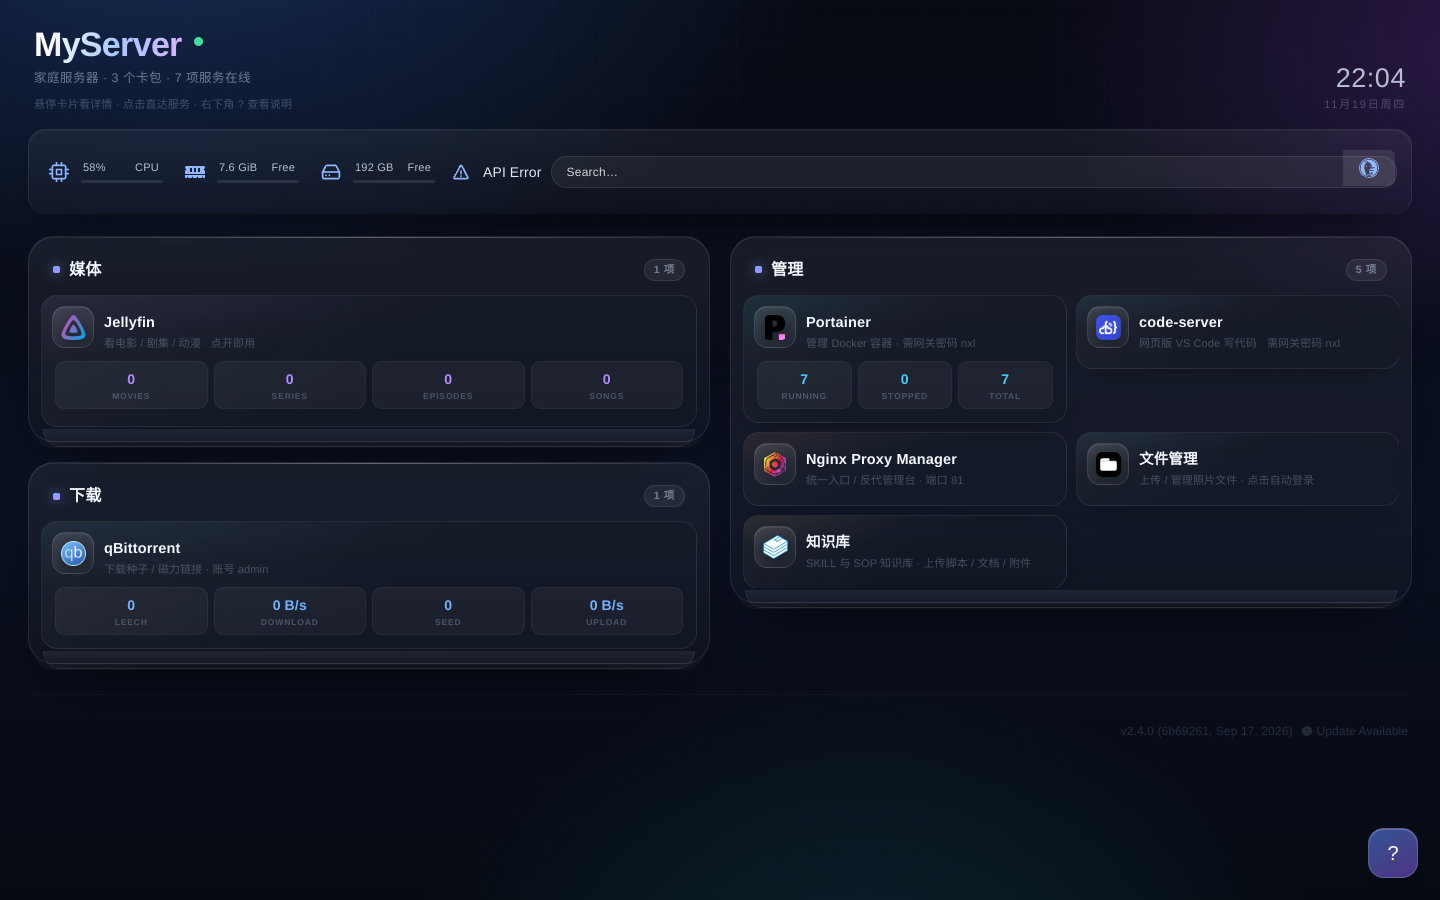 MyServer
家庭服务器 · 3 个卡包 · 7 项服务在线
悬停卡片看详情 · 点击直达服务 · 右下角 ? 查看说明
22:04
11月19日周四
58% CPU
7.6 GiB Free
192 GB Free
API Error
Search…
媒体
1 项
Jellyfin
看电影 / 剧集 / 动漫 · 点开即用
0 0 0 0
MOVIES SERIES EPISODES SONGS
下载
1 项
qb
qBittorrent
下载种子 / 磁力链接 · 账号 admin
0 0 B/s 0 0 B/s
LEECH DOWNLOAD SEED UPLOAD
管理
5 项
P
Portainer
管理 Docker 容器 · 需网关密码 nxl
7 0 7
RUNNING STOPPED TOTAL
code-server
网页版 VS Code 写代码 · 需网关密码 nxl
Nginx Proxy Manager
统一入口 / 反代管理台 · 端口 81
文件管理
上传 / 管理照片文件 · 点击自动登录
知识库
SKILL 与 SOP 知识库 · 上传脚本 / 文档 / 附件
v2.4.0 (6b69261, Sep 17, 2026) Update Available
?